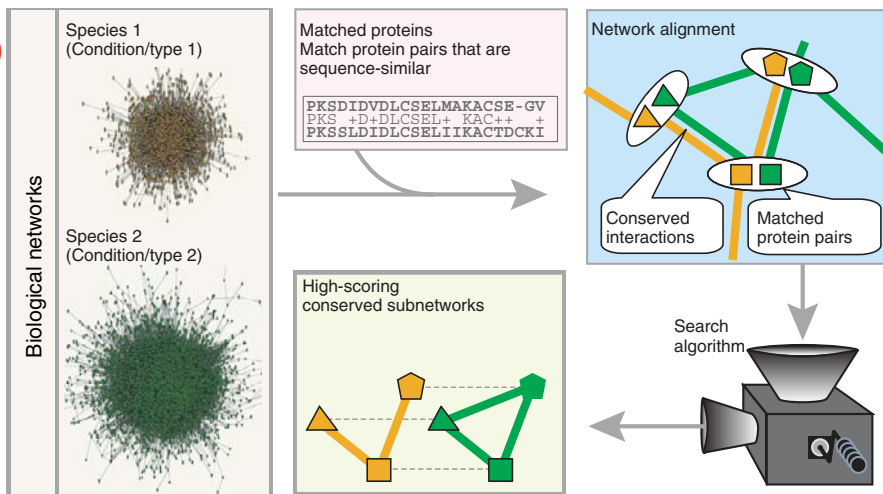 Biological networks
Species 1
(Condition/type 1)
Species 2
(Condition/type 2)
Matched proteins
Match protein pairs that are
sequence-similar
PKSDIDVDLCSELMAKACSE-GV
PKS +D+DLCSEL+ KAC++ +
PKSSLDIDLCSELIIKACTDCKI
Network alignment
Conserved
interactions
Matched
protein pairs
Search
algorithm
High-scoring
conserved subnetworks